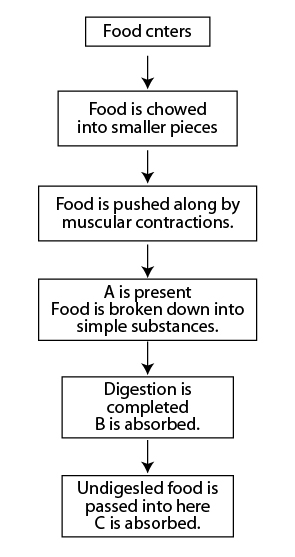 Food cnters
Food is chowed
into smaller pieces
Food is pushed along by
muscular contractions.
A is present
Food is broken down into
simple substances.
Digestion is
completed
B is absorbed.
Undigesled food is
passed into here
C is absorbed.